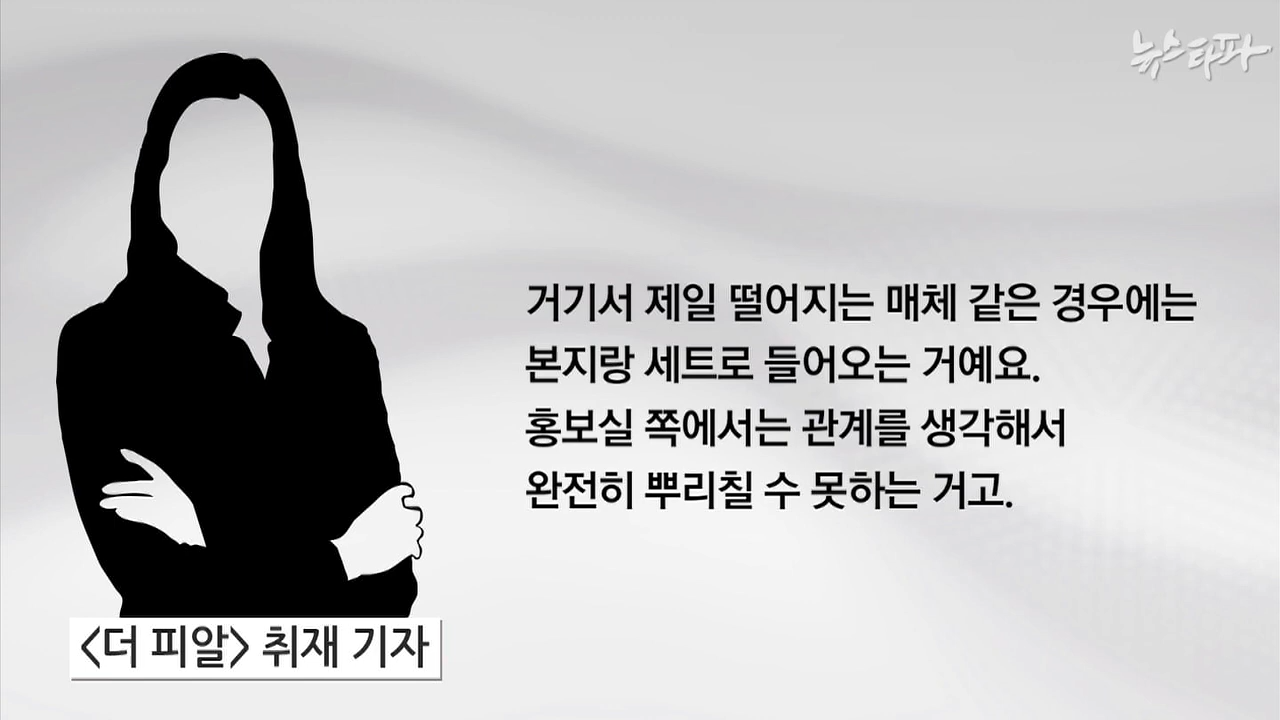 뉴스타파
거기서 제일 떨어지는 매체 같은 경우에는
본지랑 세트로 들어오는 거예요.
홍보실 쪽에서는 관계를 생각해서
완전히 뿌리칠 수 못하는 거고.
<더 피알> 취재 기자